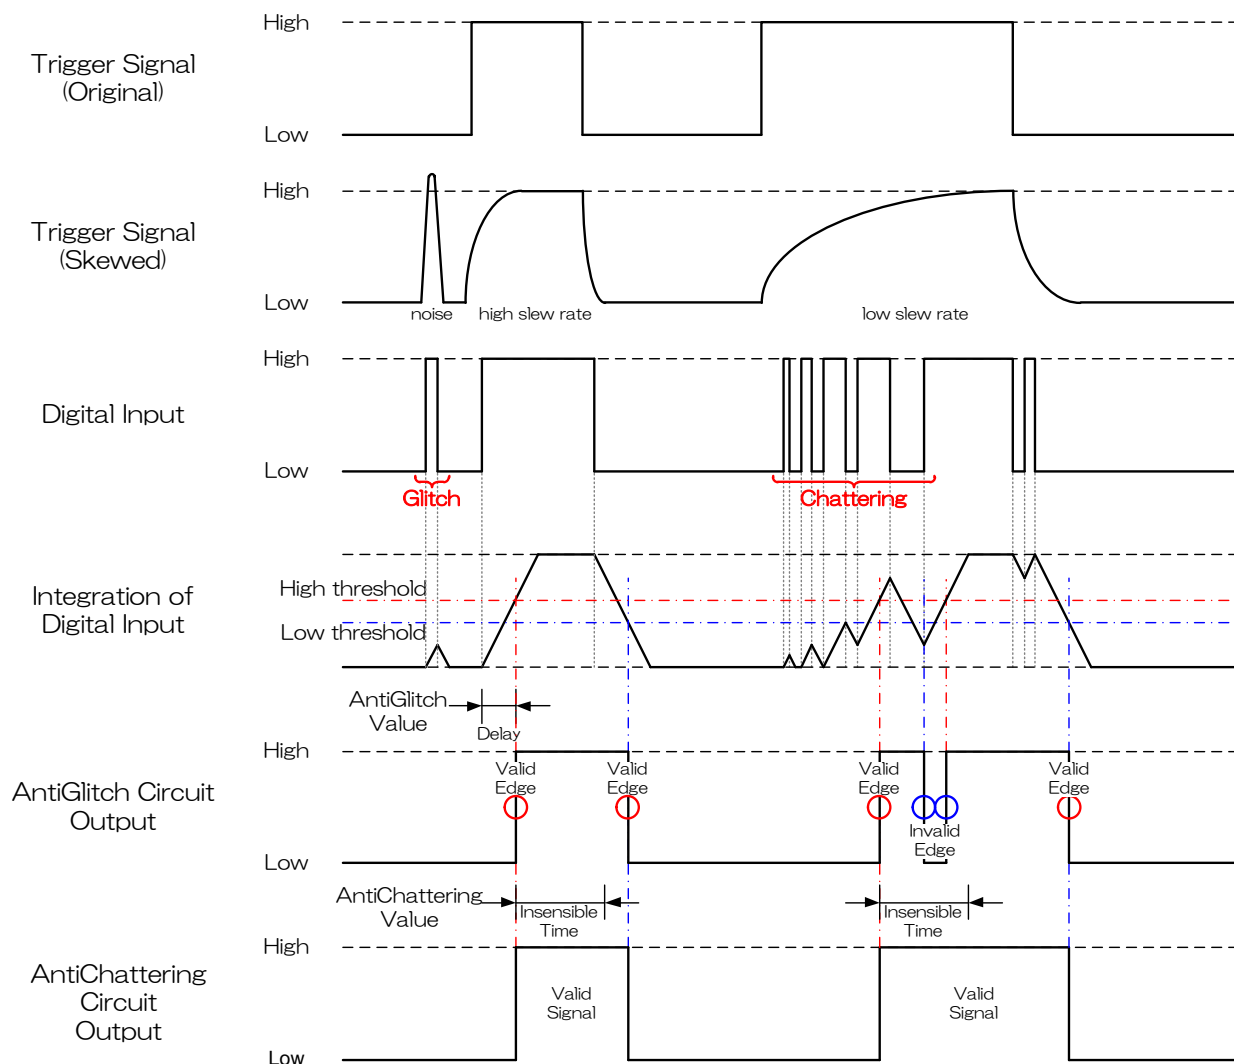 High
Trigger Signal
(Original)
Low
High
Trigger Signal
(Skewed)
Low
noise
high slew rate
low slew rate
High
Digital Input
Low
Glitch
Chattering
High threshold
Integration of
Digital Input
Low threshold
AntiGlitch
Value
Delay
High
Valid
Edge
Valid
Edge
Valid
Edge
Valid
Edge
AntiGlitch Circuit
Output
Invalid
Edge
Low
AntiChattering
Value
Insensible
Time
Insensible
Time
High
AntiChattering
Circuit
Output
Valid
Signal
Valid
Signal
Low